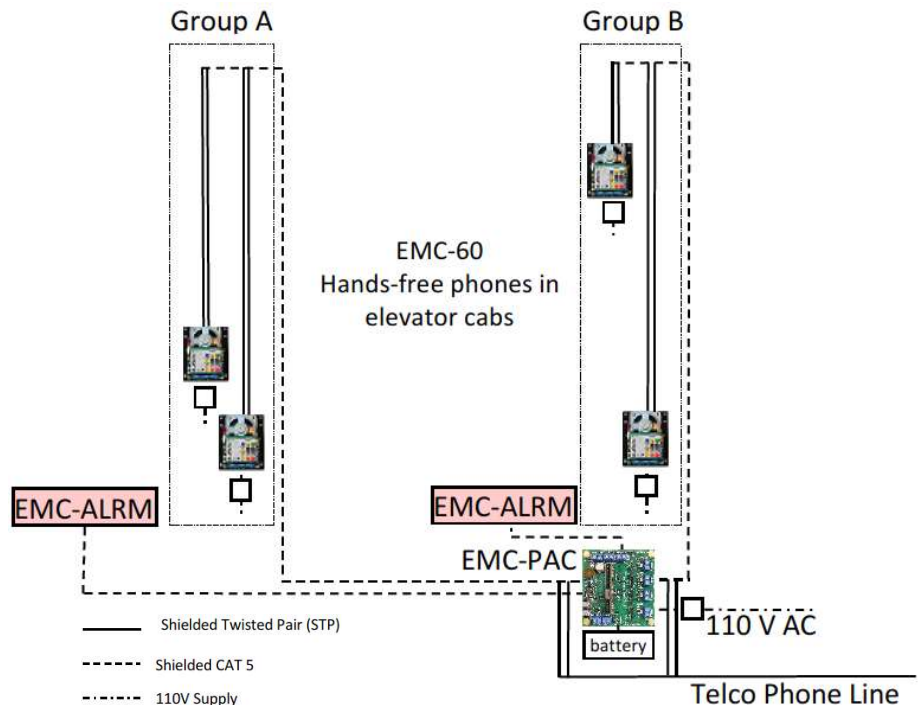 Group A
Group B
EMC-60
Hands-free phones in
elevator cabs
EMC-ALRM
EMC-ALRM
EMC-PAC
battery
110 V AC
Shielded Twisted Pair (STP)
Shielded CAT 5
110V Supply
Telco Phone Line